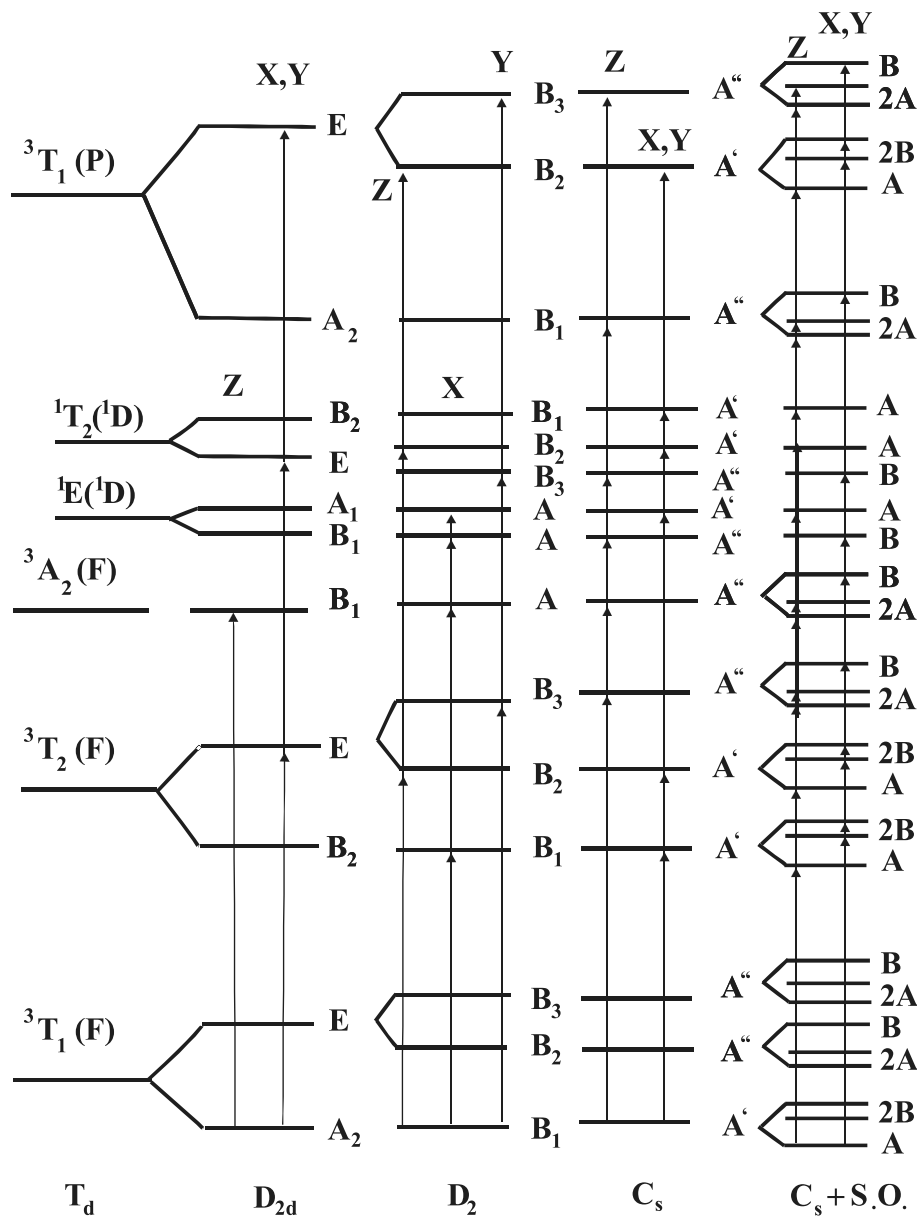 X,Y
Z
Y
Z
X,Y
B
2A
³T₁ (P)
E
B₃
A“
X,Y
2B
Z
B₂
A‘
A
B
A₂
B₁
A“
2A
Z
X
¹T₂(¹D)
B₂
B₁
A‘
A
B₂
A‘
A
E
B₃
A“
B
¹E(¹D)
A₁
A
A‘
A
B₁
A
A“
B
³A₂ (F)
B₁
A
A“
B
2A
B
B₃
A“
2A
³T₂ (F)
E
2B
B₂
A‘
A
2B
B₂
B₁
A‘
A
B
A“
2A
³T₁ (F)
E
B₃
B
B₂
A“
2A
2B
A₂
B₁
A‘
A
T_d D₂d D₂ C_s C_s + S.O.